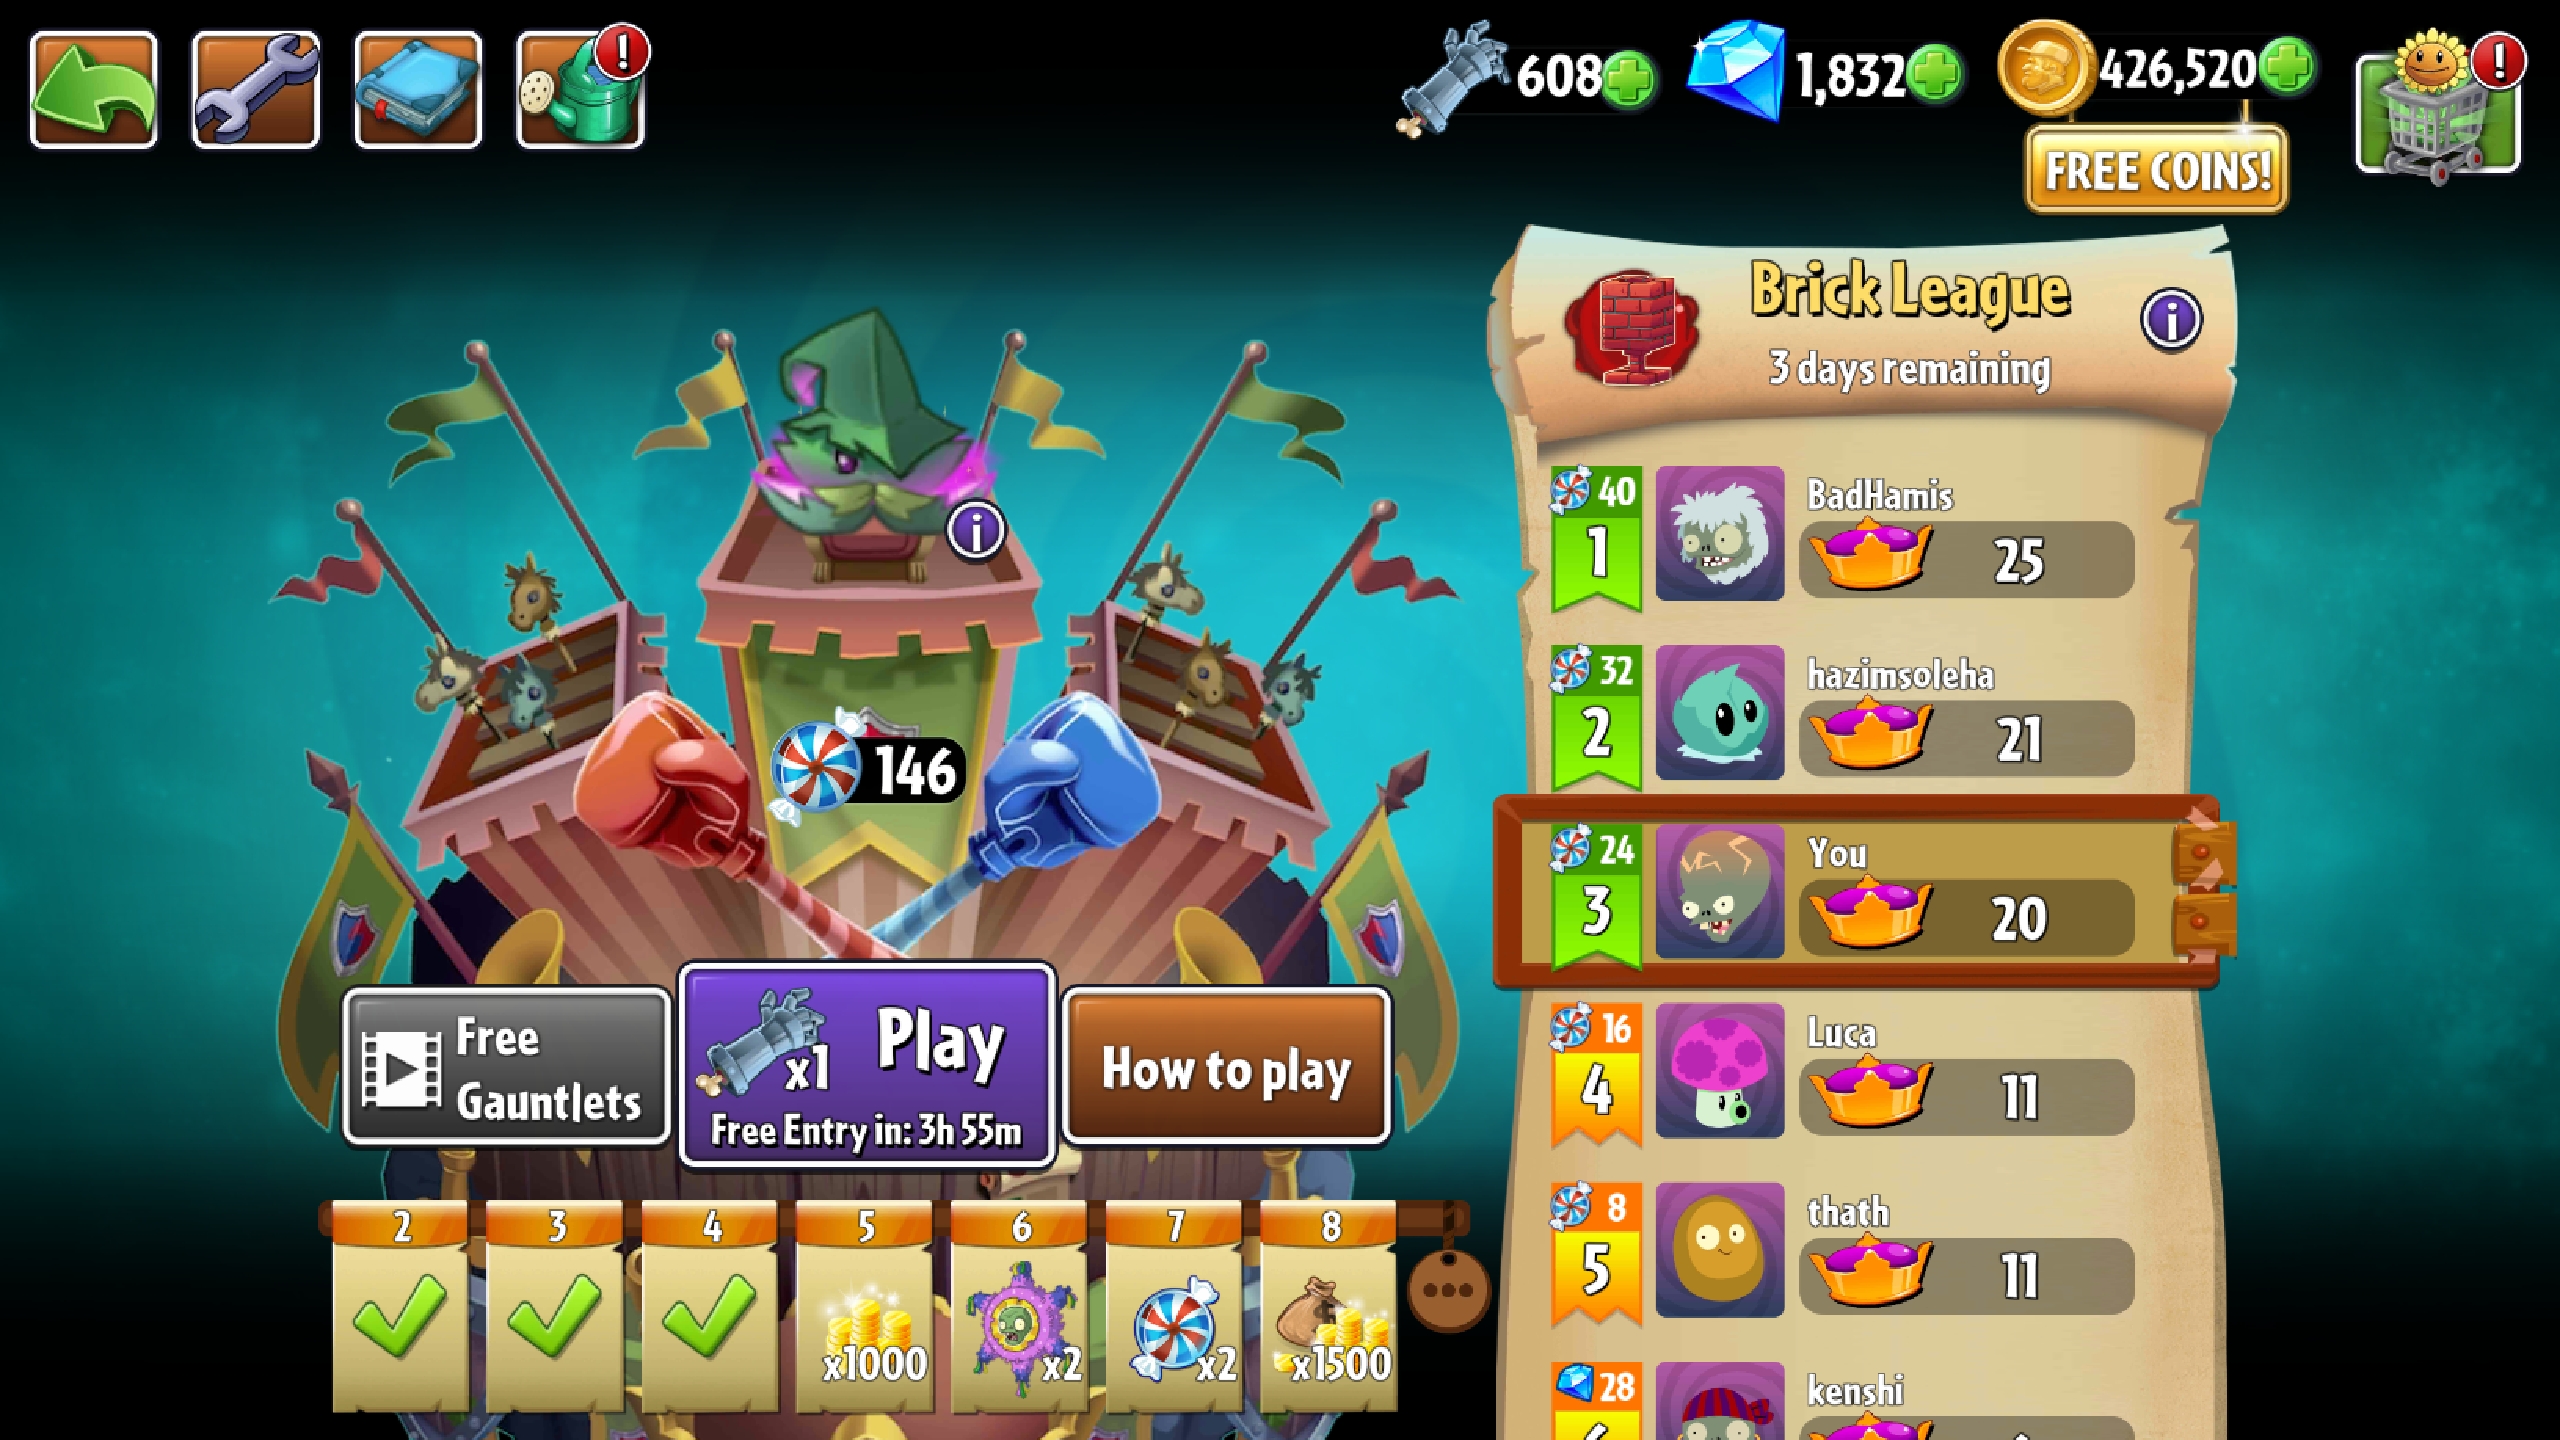 608
1,832
426,520
FREE COINS!
Brick League
3 days remaining
40
1
BadHamis
25
32
2
hazimsoleha
21
146
24
3
You
20
16
4
Luca
11
8
5
thath
11
28
kenshi
Free
Gauntlets
x1 Play
Free Entry in: 3h 55m
How to play
2
3
4
5
x1000
6
x2
7
x2
8
x1500